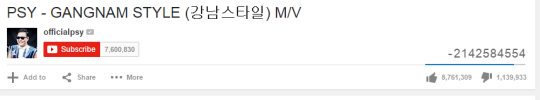 PSY - GANGNAM STYLE (강남스타일) M/V
officialpsy
Subscribe 7,600,830
-2142584554
Add to Share More 8,761,309 1,139,933